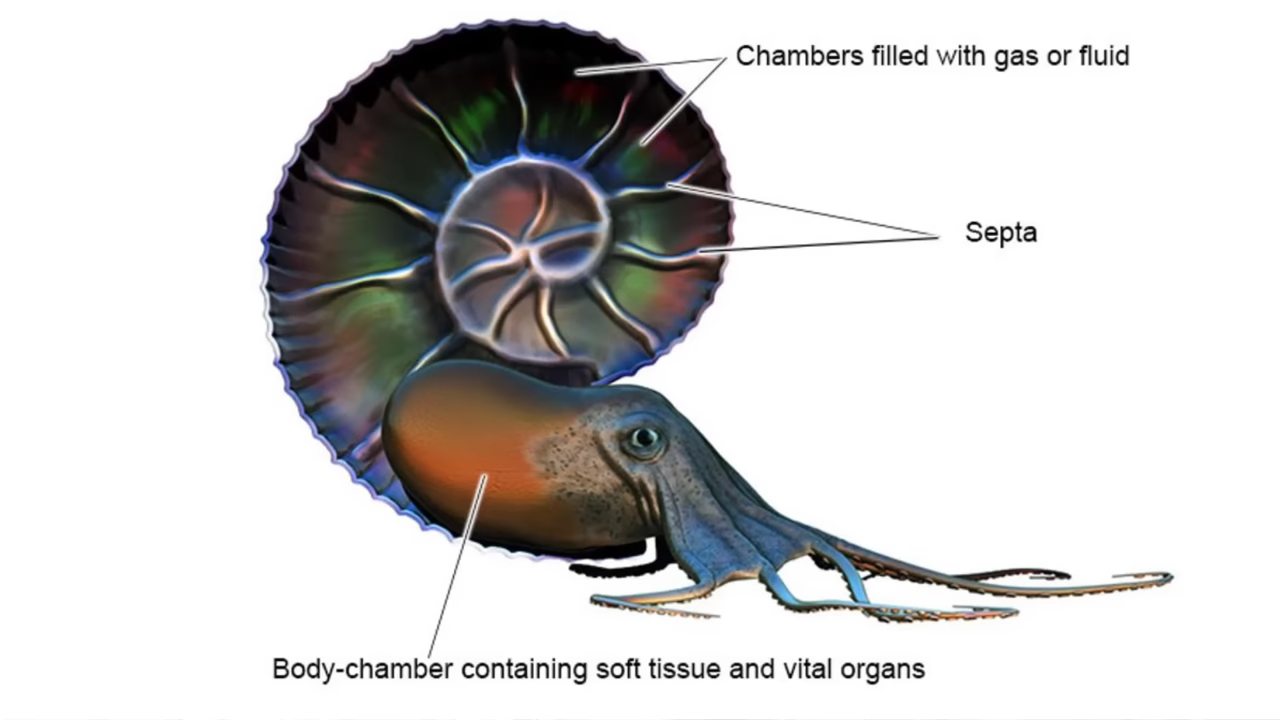 Chambers filled with gas or fluid
Septa
Body-chamber containing soft tissue and vital organs